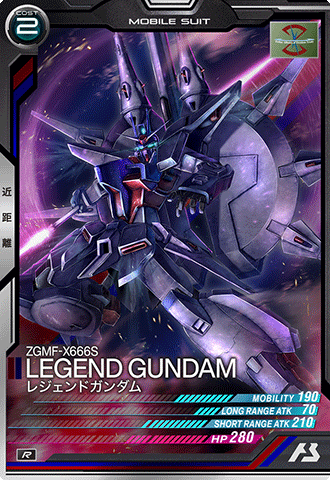 COST
2
MOBILE SUIT
近距離
ZGMF-X666S
LEGEND GUNDAM
レジェンドガンダム
MOBILITY 190
LONG RANGE ATK 70
SHORT RANGE ATK 210
HP 280
R